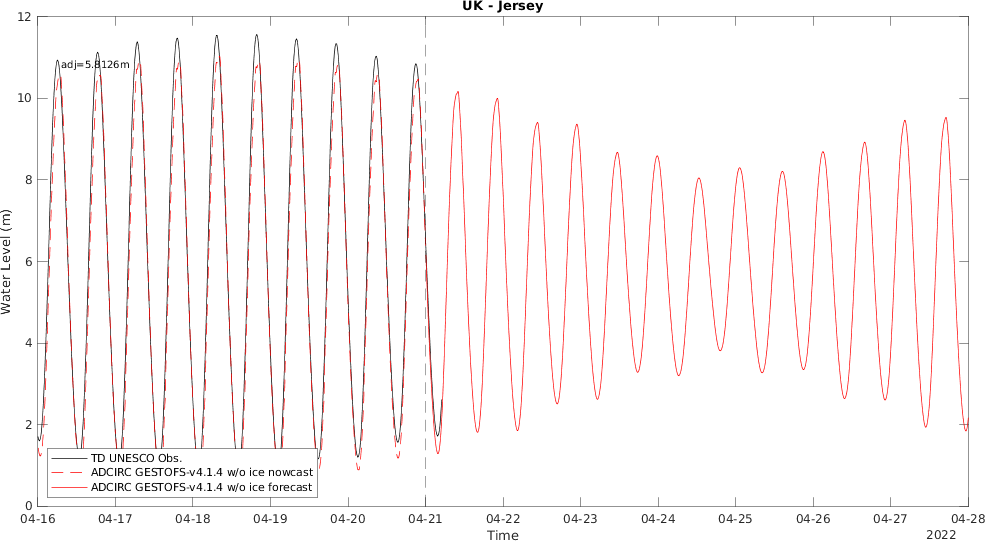 UK - Jersey
12
10
8
6
4
2
0
Water Level (m)
adj=5.8126m
TD UNESCO Obs.
ADCIRC GESTOFS-v4.1.4 w/o ice nowcast
ADCIRC GESTOFS-v4.1.4 w/o ice forecast
04-16 04-17 04-18 04-19 04-20 04-21 04-22 04-23 04-24 04-25 04-26 04-27 04-28
Time
2022